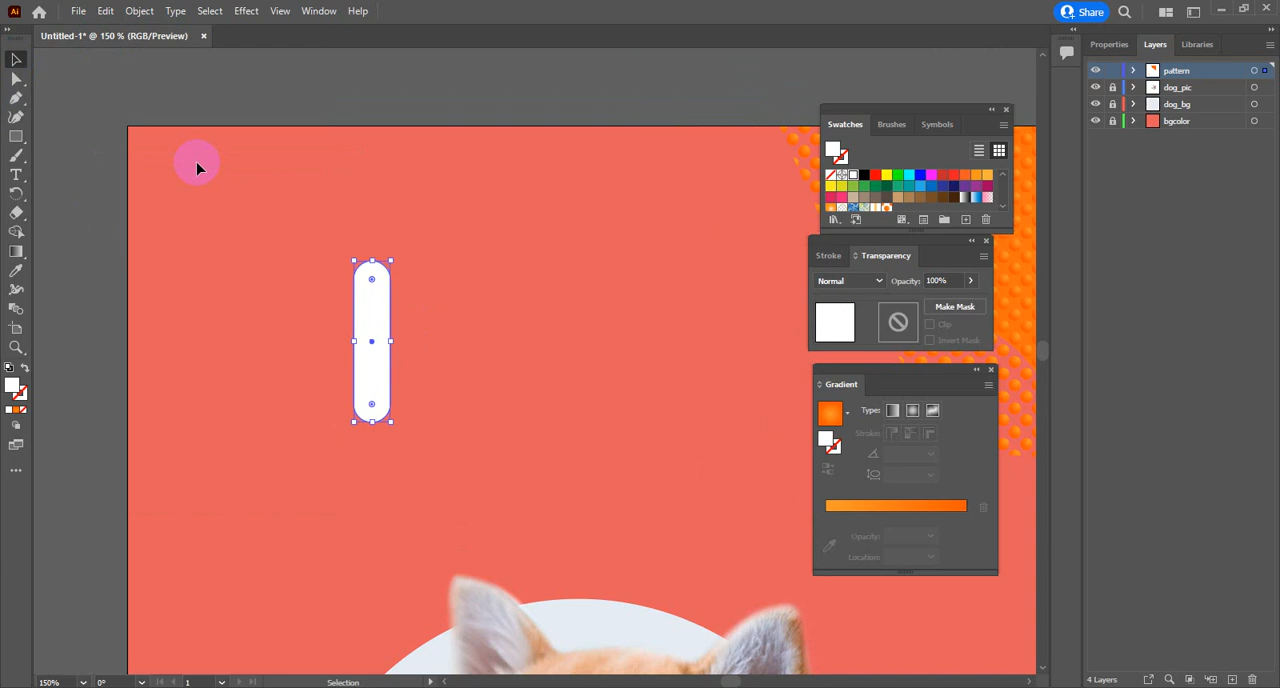 Ai File Edit Object Type Select Effect View Window Help Share
Untitled-1* @ 150 % (RGB/Preview) ×
Properties Layers Libraries
pattern
dog_pic
dog_bg
bgcolor
Swatches Brushes Symbols
Stroke Transparency
Normal Opacity: 100%
Make Mask
Clip
Invert Mask
Gradient
Type:
Stroke:
Opacity:
Location:
150% 0° 1 Selection
4 Layers